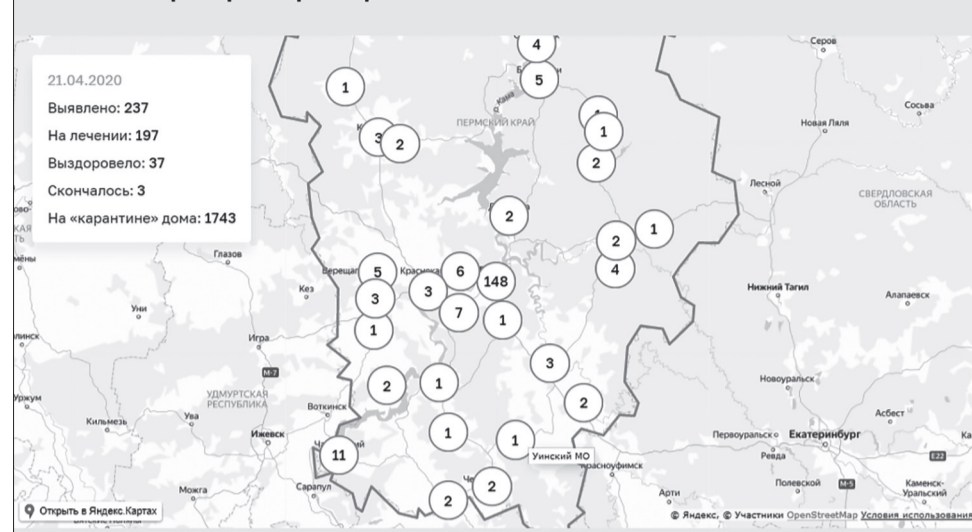 21.04.2020
Выявлено: 237
На лечении: 197
Выздоровело: 37
Скончалось: 3
На «карантине» дома: 1743
4
5
1
Кама
ПЕРМСКИЙ КРАЙ
3
2
1
2
2
1
2
4
5
6
148
3
3
7
1
1
3
2
1
2
1
1
11
2
2
Серов
Сосьва
Новая Ляля
Лесной
СВЕРДЛОВСКАЯ
ОБЛАСТЬ
Глазов
Кез
Нижний Тагил
Алапаевск
Уни
Игра
М-7
УДМУРТСКАЯ
РЕСПУБЛИКА
Воткинск
Ува
Кильмезь
Ижевск
Можга
Сарапул
Новоуральск
Асбест
Первоуральск
Екатеринбург
Ревда
Е22
Уинский МО
Красноуфимск
Полевской
М-5
Каменск-
Уральский
Арти
Открыть в Яндекс.Картах
© Яндекс, © Участники OpenStreetMap Условия использования